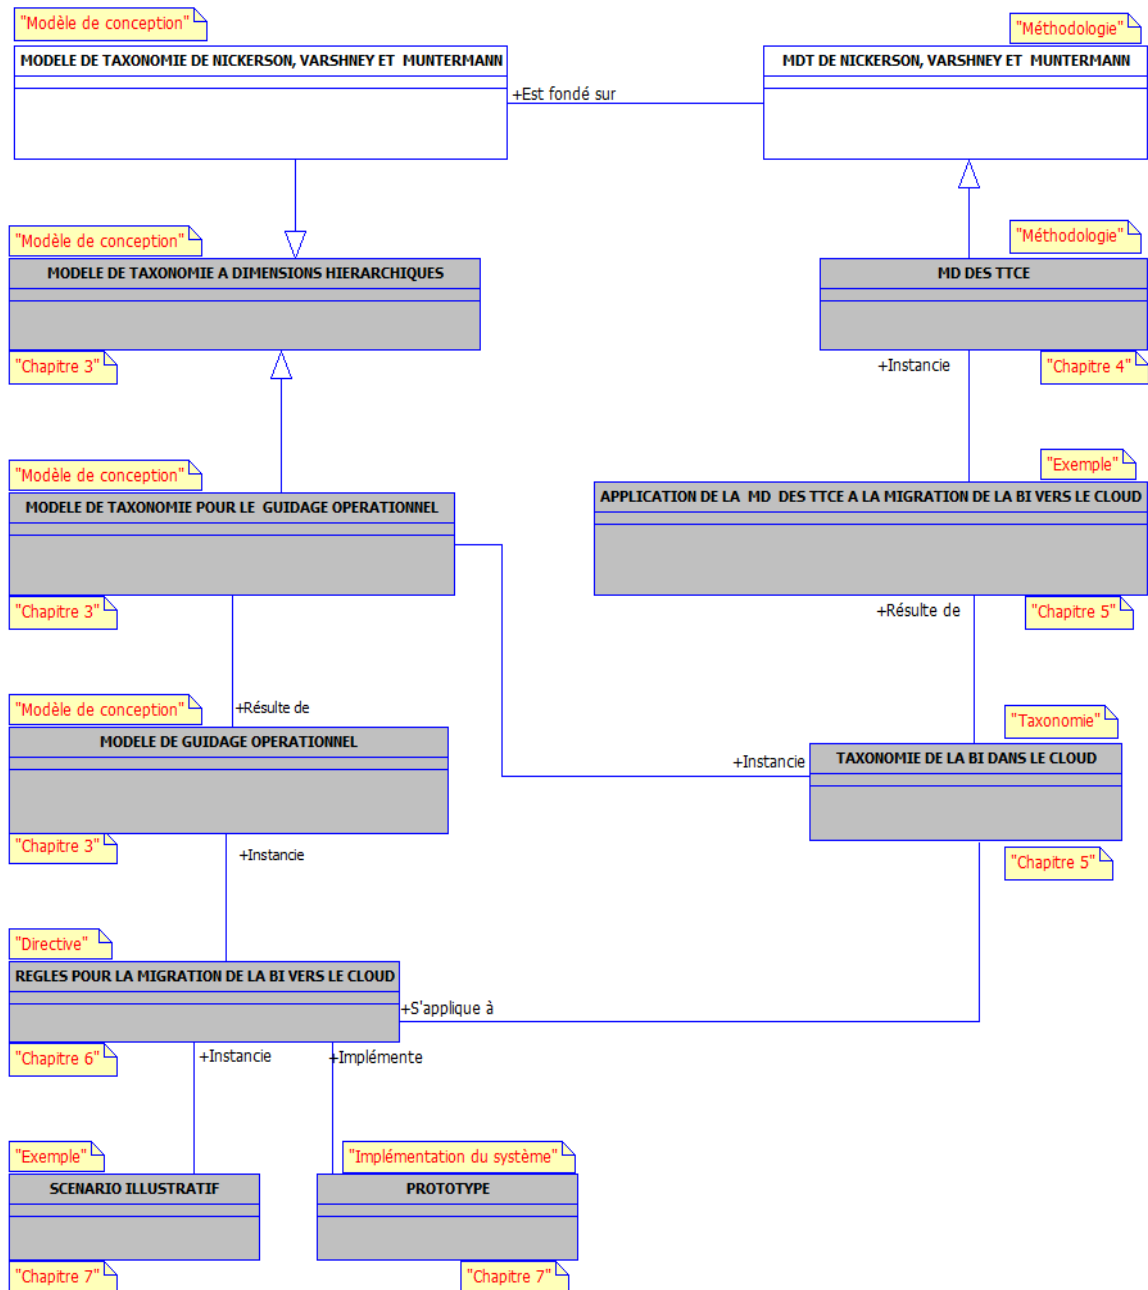 "Modèle de conception"
"Méthodologie"
MODELE DE TAXONOMIE DE NICKERSON, VARSHNEY ET MUNTERMANN
MDT DE NICKERSON, VARSHNEY ET MUNTERMANN
+Est fondé sur
"Modèle de conception"
"Méthodologie"
MODELE DE TAXONOMIE A DIMENSIONS HIERARCHIQUES
MD DES TTCE
"Chapitre 3"
+Instancie
"Chapitre 4"
"Modèle de conception"
"Exemple"
MODELE DE TAXONOMIE POUR LE GUIDAGE OPERATIONNEL
APPLICATION DE LA MD DES TTCE A LA MIGRATION DE LA BI VERS LE CLOUD
"Chapitre 3"
+Résulte de
"Chapitre 5"
"Modèle de conception"
+Résulte de
"Taxonomie"
MODELE DE GUIDAGE OPERATIONNEL
+Instancie
TAXONOMIE DE LA BI DANS LE CLOUD
"Chapitre 3"
+Instancie
"Chapitre 5"
"Directive"
REGLES POUR LA MIGRATION DE LA BI VERS LE CLOUD
+S'applique à
"Chapitre 6"
+Instancie
+Implémente
"Exemple"
"Implémentation du système"
SCENARIO ILLUSTRATIF
PROTOTYPE
"Chapitre 7"
"Chapitre 7"